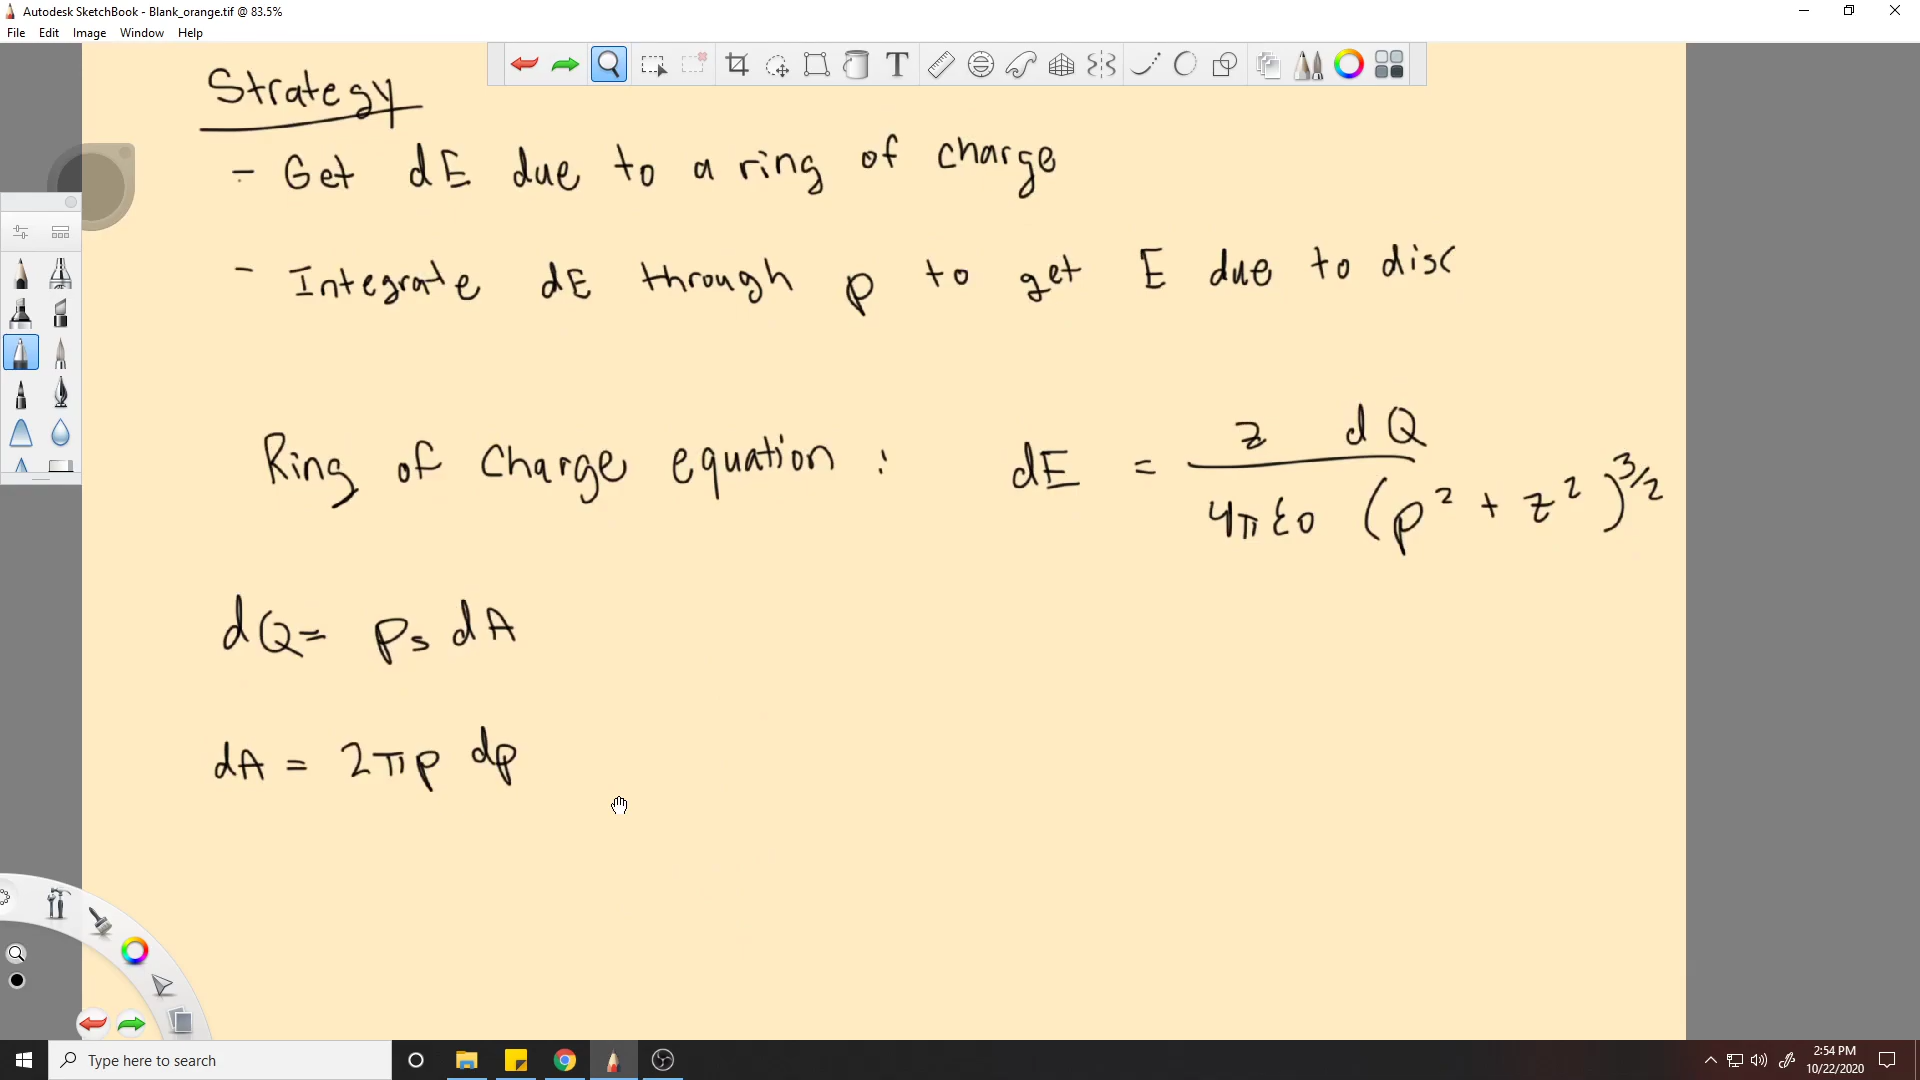 Autodesk SketchBook - Blank_orange.tif @ 83.5%
File Edit Image Window Help
T
Strategy
- Get dE due to a ring of charge
- Integrate dE through ρ to get E due to disc
Ring of charge equation : dE = z dQ / 4πε0 (ρ² + z²)^3/2
dQ = ρs dA
dA = 2πρ dρ
Type here to search
2:54 PM
10/22/2020